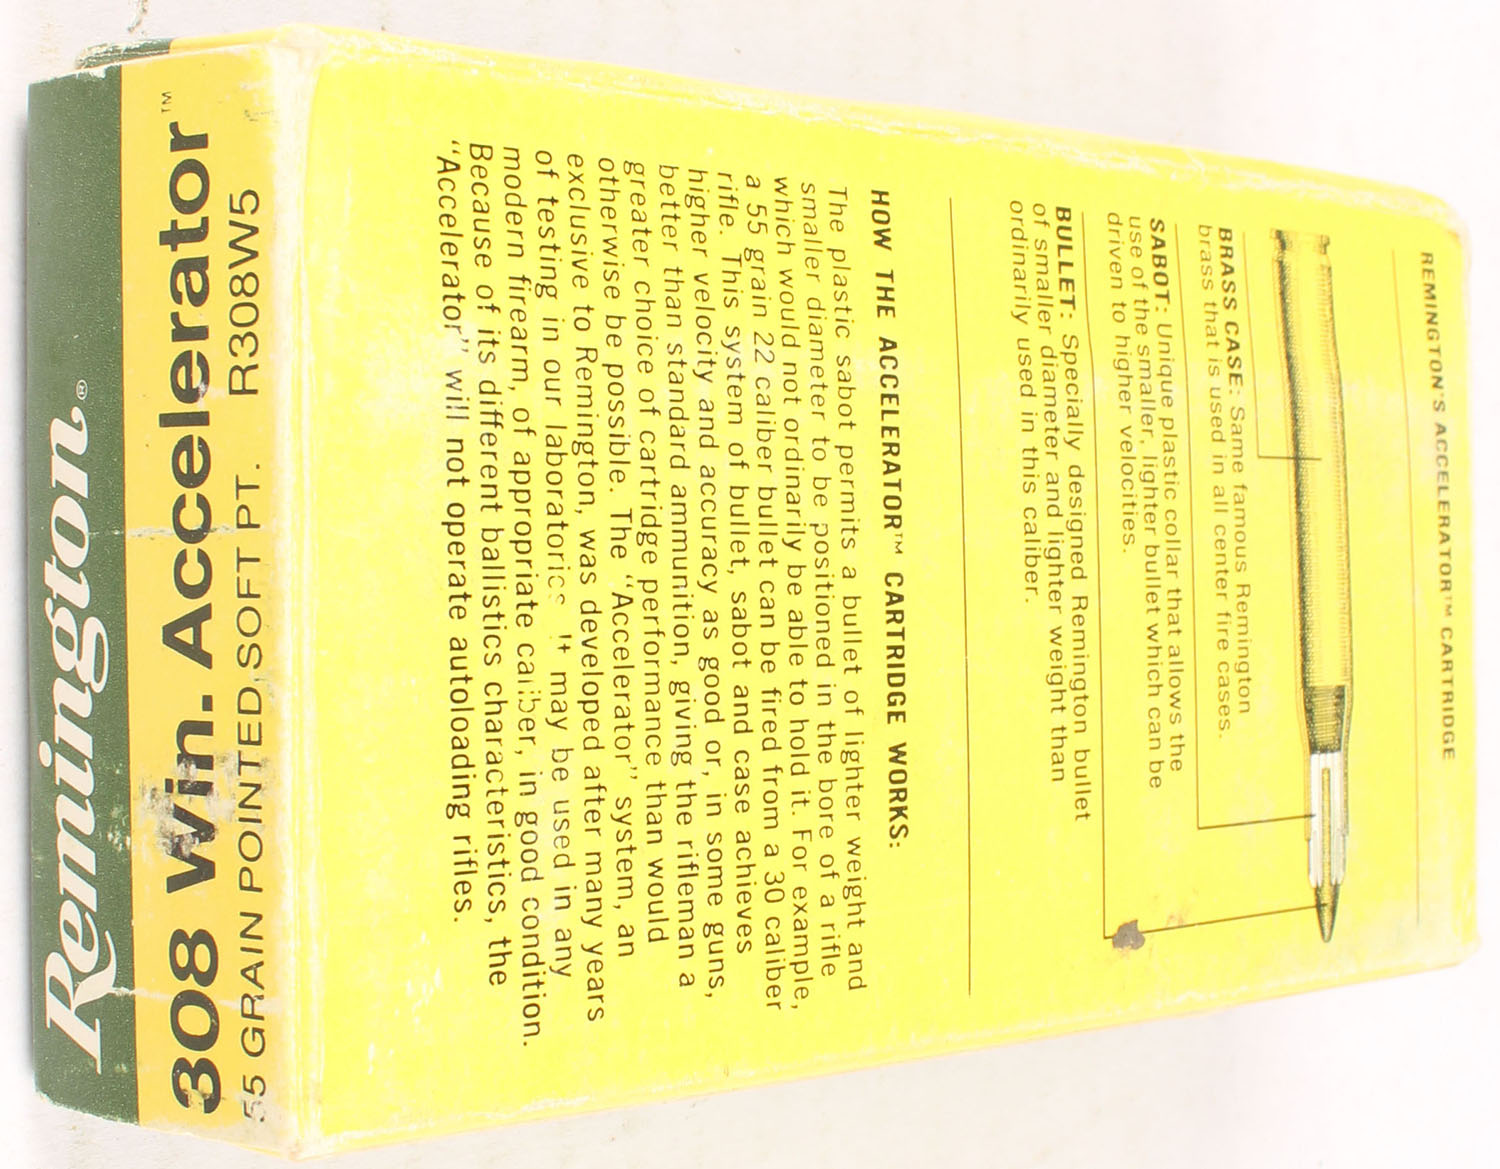 REMINGTON'S ACCELERATOR™ CARTRIDGE
BRASS CASE: Same famous Remington
brass that is used in all center fire cases.
SABOT: Unique plastic collar that allows the
use of the smaller, lighter bullet which can be
driven to higher velocities.
BULLET: Specially designed Remington bullet
of smaller diameter and lighter weight than
ordinarily used in this caliber.
HOW THE ACCELERATOR™ CARTRIDGE WORKS:
The plastic sabot permits a bullet of lighter weight and
smaller diameter to be positioned in the bore of a rifle
which would not ordinarily be able to hold it. For example,
a 55 grain 22 caliber bullet can be fired from a 30 caliber
rifle. This system of bullet, sabot and case achieves
higher velocity and accuracy as good or, in some guns,
better than standard ammunition, giving the rifleman a
greater choice of cartridge performance than would
otherwise be possible. The "Accelerator" system, an
exclusive to Remington, was developed after many years
of testing in our laboratories. It may be used in any
modern firearm, of appropriate caliber, in good condition.
Because of its different ballistics characteristics, the
"Accelerator" will not operate autoloading rifles.
Remington®
308 Win. Accelerator™
55 GRAIN POINTED SOFT PT. R308W5